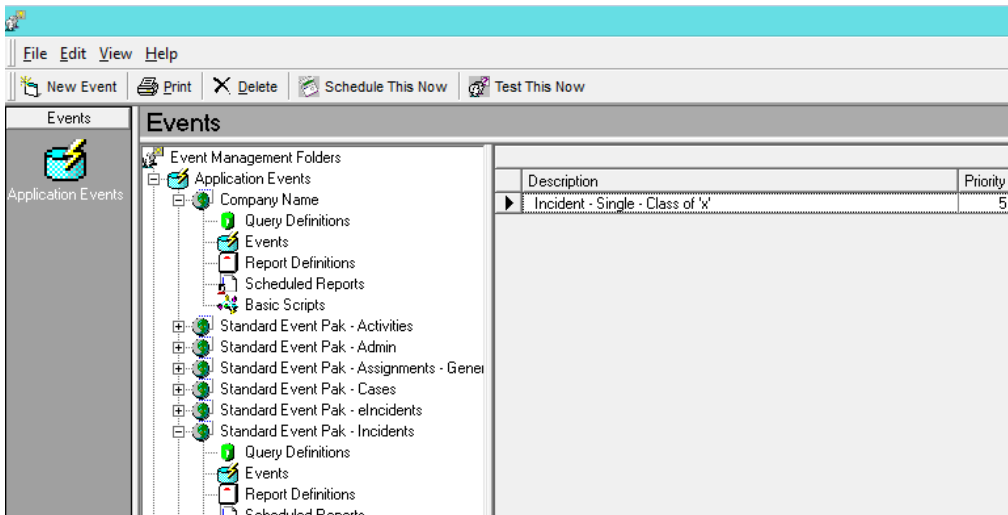 File Edit View Help
New Event Print Delete Schedule This Now Test This Now
Events
Application Events
Events
Event Management Folders
Application Events
Company Name
Query Definitions
Events
Report Definitions
Scheduled Reports
Basic Scripts
Standard Event Pak - Activities
Standard Event Pak - Admin
Standard Event Pak - Assignments - Gener
Standard Event Pak - Cases
Standard Event Pak - eIncidents
Standard Event Pak - Incidents
Query Definitions
Events
Report Definitions
Scheduled Reports
Description Priority
Incident - Single - Class of 'x' 5